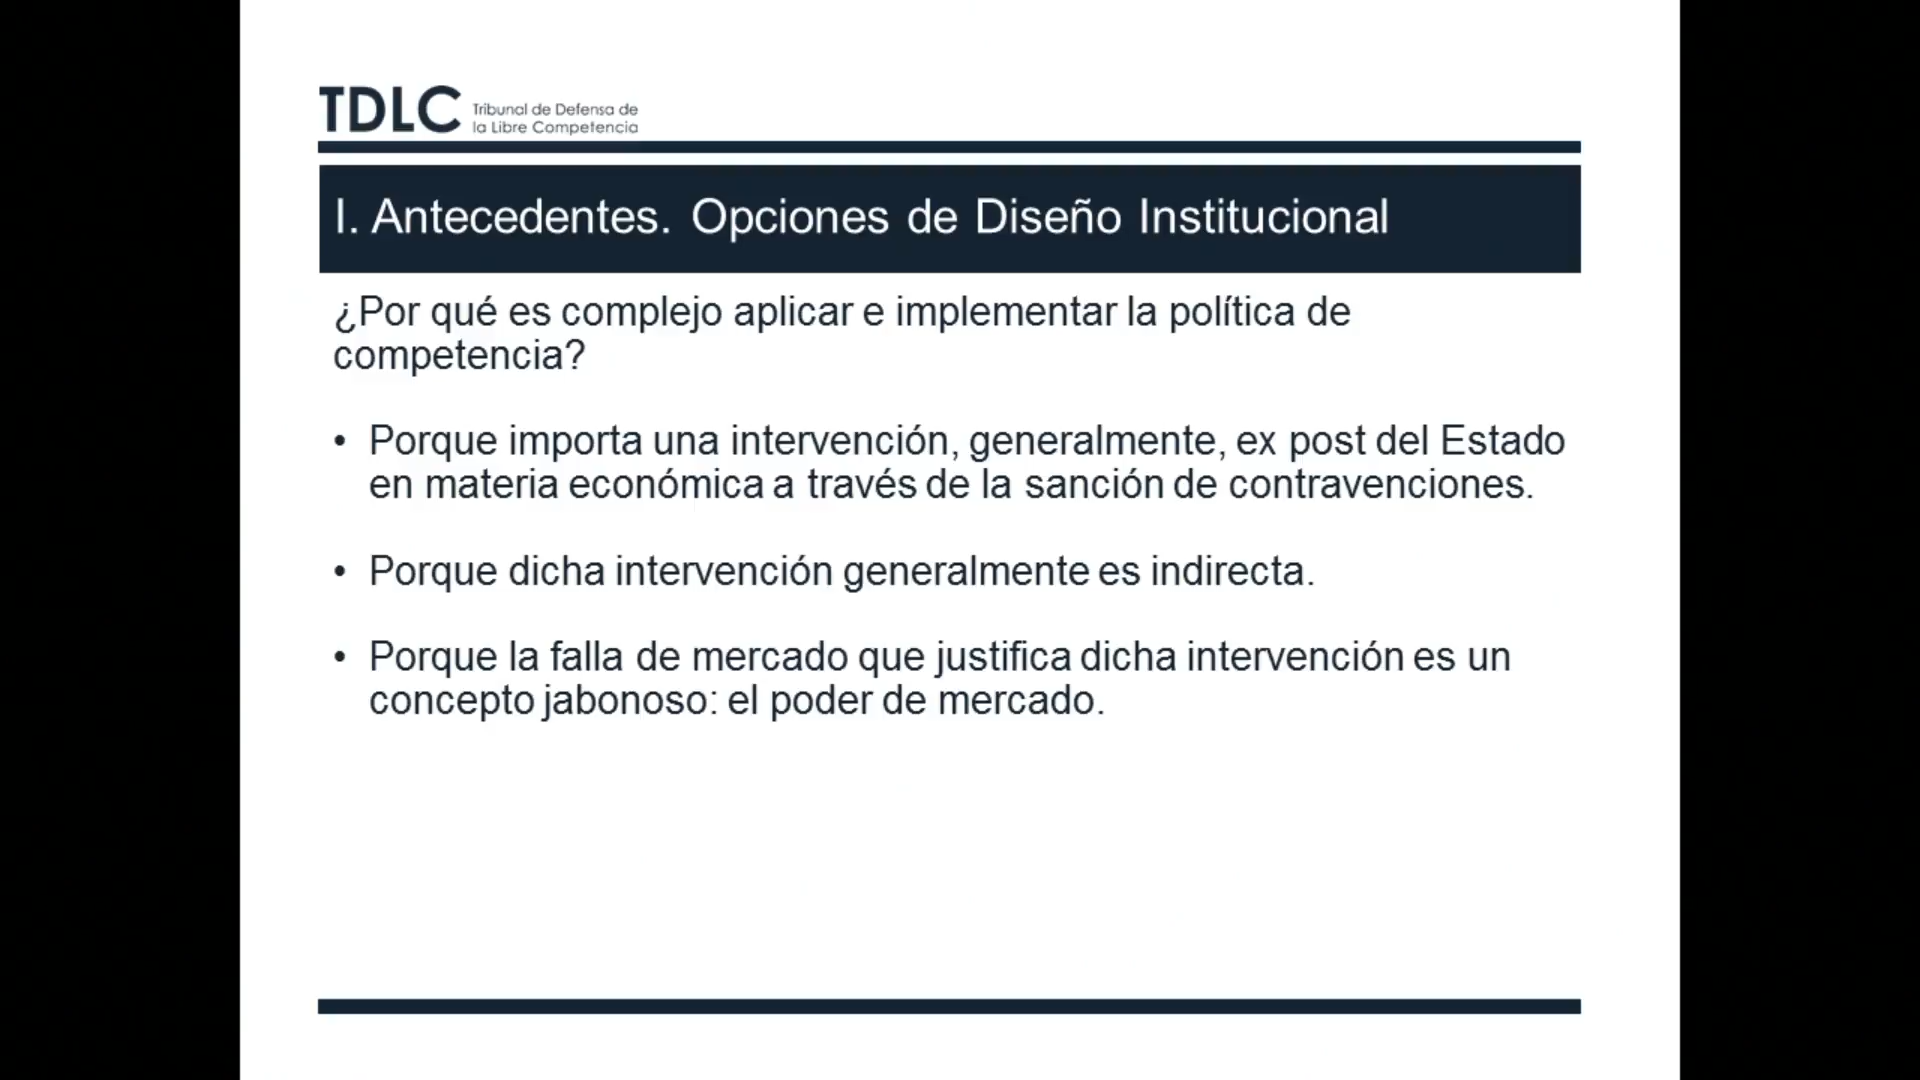 TDLC Tribunal de Defensa de
la Libre Competencia
I. Antecedentes. Opciones de Diseño Institucional
¿Por qué es complejo aplicar e implementar la política de
competencia?
• Porque importa una intervención, generalmente, ex post del Estado
en materia económica a través de la sanción de contravenciones.
• Porque dicha intervención generalmente es indirecta.
• Porque la falla de mercado que justifica dicha intervención es un
concepto jabonoso: el poder de mercado.